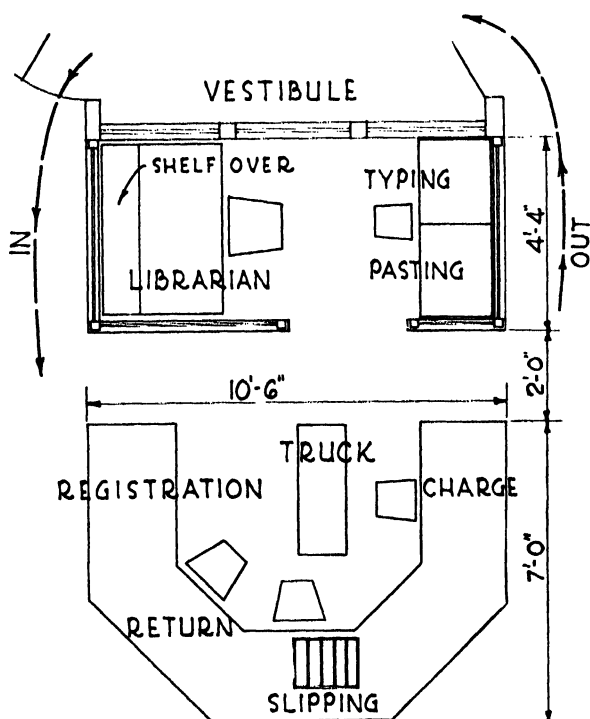 VESTIBULE
SHELF OVER
TYPING
IN
4'-4"
OUT
LIBRARIAN
PASTING
2'-0"
10'-6"
TRUCK
REGISTRATION
CHARGE
7'-0"
RETURN
SLIPPING